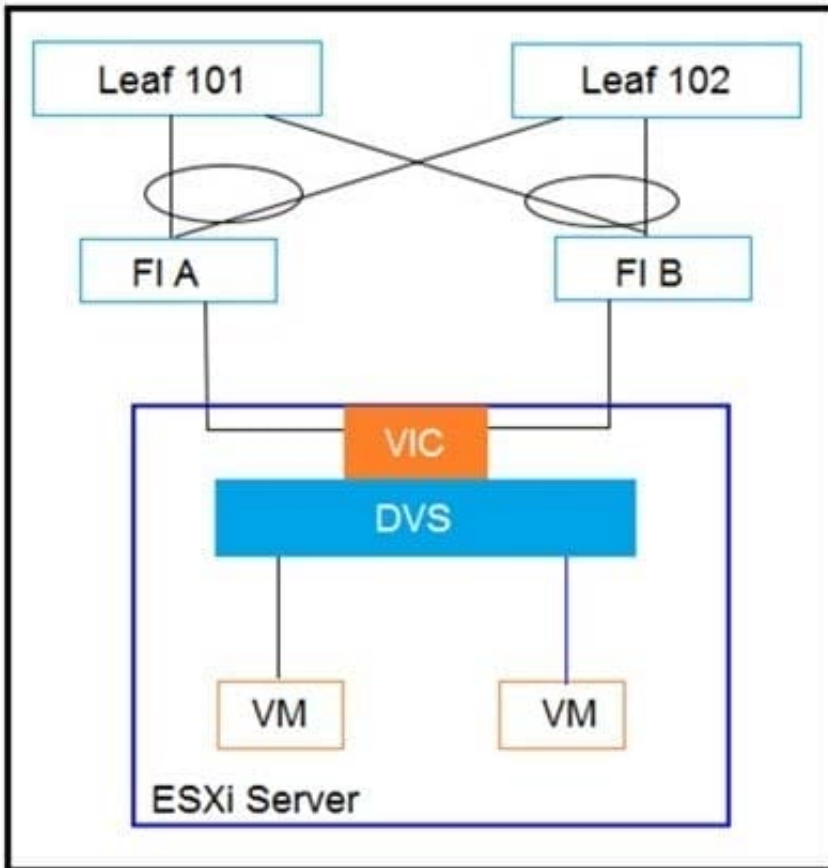 Leaf 101
Leaf 102
FI A
FI B
VIC
DVS
VM
VM
ESXi Server